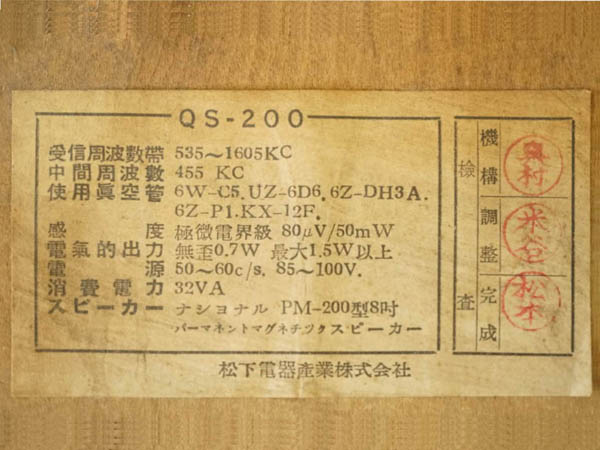 QS-200
受信周波數帶 535～1605KC
中間周波數 455 KC
使用眞空管 6W-C5.UZ-6D6.6Z-DH3A.
6Z-P1.KX-12F.
感度 極微電界級 80μV/50mW
電氣的出力 無歪0.7W 最大1.5W以上
電源 50～60c/s. 85～100V.
消費電力 32VA
スピーカー ナショナル PM-200型8吋
パーマネントマグネチツクスピーカー
松下電器產業株式会社
檢査
機構 奥村
調整 米谷
完成 松本